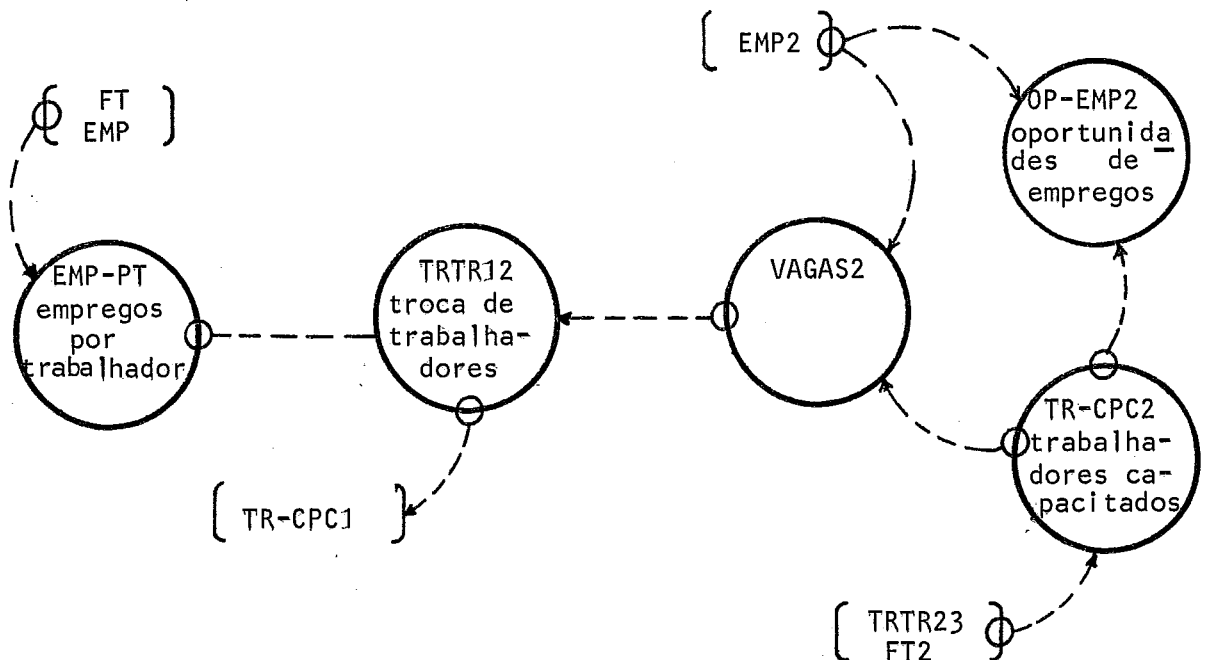 EMP2
FT
EMP
OP-EMP2
oportunida
des de
empregos
EMP-PT
empregos
por
trabalhador
TRTR12
troca de
trabalha-
dores
VAGAS2
TR-CPC2
trabalha-
dores ca-
pacitados
TR-CPC1
TRTR23
FT2